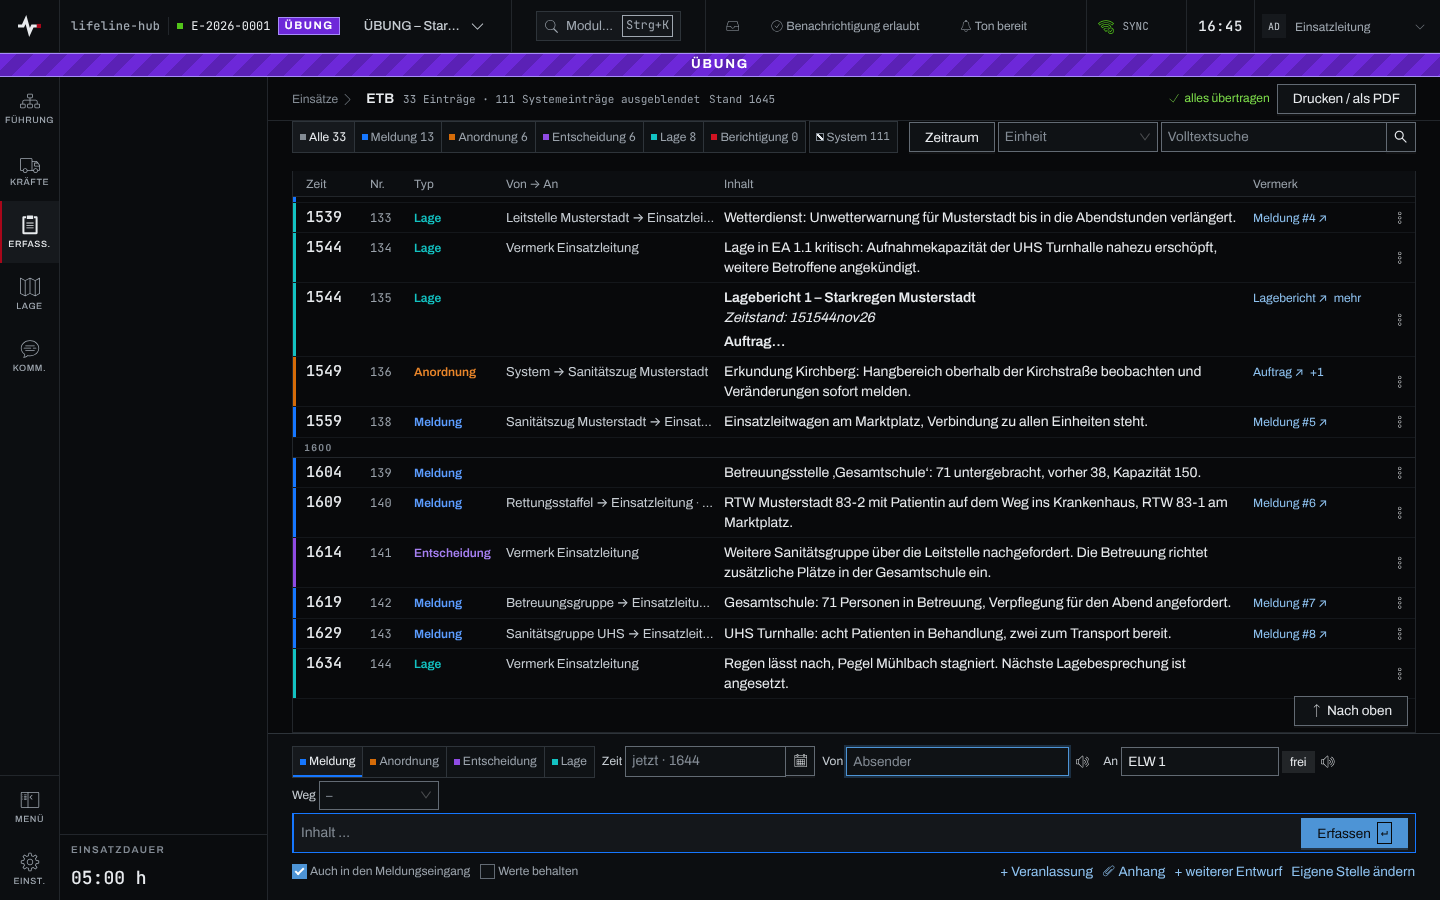 lifeline-hub E-2026-0001 ÜBUNG ÜBUNG – Star... Modul... Strg+K Benachrichtigung erlaubt Ton bereit SYNC 16:45 AD Einsatzleitung
ÜBUNG
FÜHRUNG
KRÄFTE
ERFASS.
LAGE
KOMM.
MENÜ
EINST.
EINSATZDAUER
05:00 h
Einsätze ETB 33 Einträge · 111 Systemeinträge ausgeblendet Stand 1645 alles übertragen Drucken / als PDF
Alle 33 Meldung 13 Anordnung 6 Entscheidung 6 Lage 8 Berichtigung 0 System 111 Zeitraum Einheit Volltextsuche
Zeit Nr. Typ Von → An Inhalt Vermerk
1539 133 Lage Leitstelle Musterstadt → Einsatzlei... Wetterdienst: Unwetterwarnung für Musterstadt bis in die Abendstunden verlängert. Meldung #4 ↗
1544 134 Lage Vermerk Einsatzleitung Lage in EA 1.1 kritisch: Aufnahmekapazität der UHS Turnhalle nahezu erschöpft,
weitere Betroffene angekündigt.
1544 135 Lage Lagebericht 1 – Starkregen Musterstadt Lagebericht ↗ mehr
Zeitstand: 151544nov26
Auftrag...
1549 136 Anordnung System → Sanitätszug Musterstadt Erkundung Kirchberg: Hangbereich oberhalb der Kirchstraße beobachten und Auftrag ↗ +1
Veränderungen sofort melden.
1559 138 Meldung Sanitätszug Musterstadt → Einsat... Einsatzleitwagen am Marktplatz, Verbindung zu allen Einheiten steht. Meldung #5 ↗
1600
1604 139 Meldung Betreuungsstelle ‚Gesamtschule‘: 71 untergebracht, vorher 38, Kapazität 150.
1609 140 Meldung Rettungsstaffel → Einsatzleitung · ... RTW Musterstadt 83-2 mit Patientin auf dem Weg ins Krankenhaus, RTW 83-1 am Meldung #6 ↗
Marktplatz.
1614 141 Entscheidung Vermerk Einsatzleitung Weitere Sanitätsgruppe über die Leitstelle nachgefordert. Die Betreuung richtet
zusätzliche Plätze in der Gesamtschule ein.
1619 142 Meldung Betreuungsgruppe → Einsatzleitu... Gesamtschule: 71 Personen in Betreuung, Verpflegung für den Abend angefordert. Meldung #7 ↗
1629 143 Meldung Sanitätsgruppe UHS → Einsatzleit... UHS Turnhalle: acht Patienten in Behandlung, zwei zum Transport bereit. Meldung #8 ↗
1634 144 Lage Vermerk Einsatzleitung Regen lässt nach, Pegel Mühlbach stagniert. Nächste Lagebesprechung ist
angesetzt.
↑ Nach oben
Meldung Anordnung Entscheidung Lage Zeit jetzt · 1644 Von Absender An ELW 1 frei
Weg –
Inhalt ... Erfassen ↵
Auch in den Meldungseingang Werte behalten + Veranlassung Anhang + weiterer Entwurf Eigene Stelle ändern